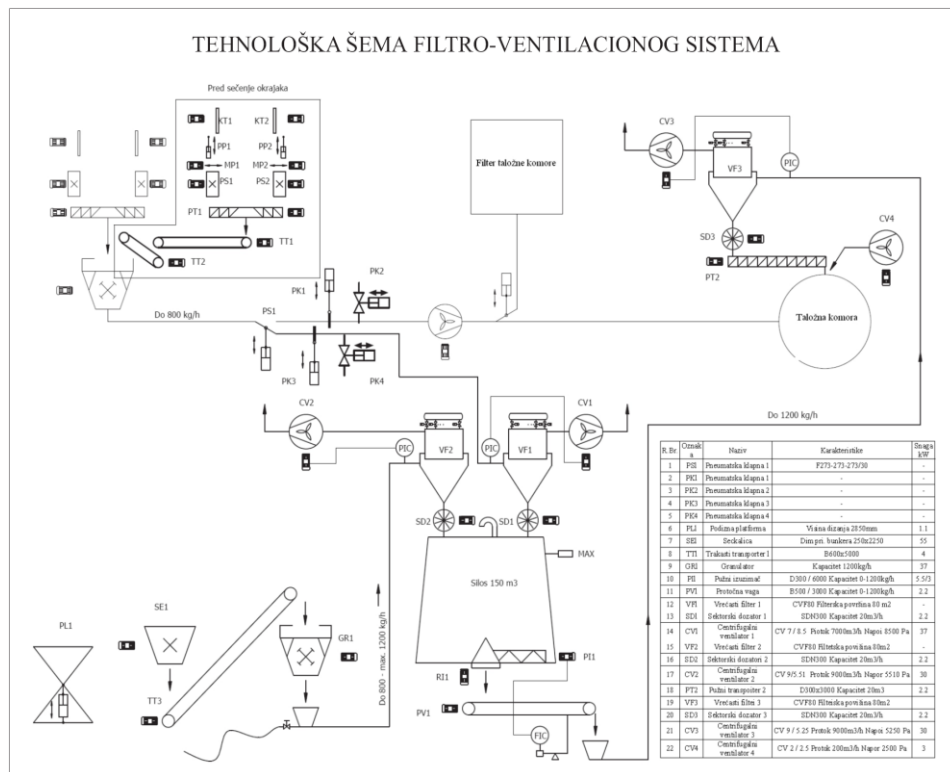 TEHNOLOŠKA ŠEMA FILTRO-VENTILACIONOG SISTEMA
Pred sečenje okrajaka
KT1
KT2
PP1
PP2
MP1
MP2
PS1
PS2
PT1
TT1
TT2
Filter taložne komore
CV3
VF3
PIC
SD3
PT2
CV4
Taložna komora
PK2
PK1
PS1
Do 800 kg/h
PK3
PK4
CV2
CV1
Do 1200 kg/h
PIC
VF2
PIC
VF1
SD2
SD1
MAX
Silos 150 m3
PL1
SE1
TT3
GR1
Do 800 - max. 1200 kg/h
RI1
PI1
PV1
FIC
R.Br. Oznaka Naziv Karakteristike Snaga kW
1 PS1 Pneumatska klapna 1 F273-273-273/30 -
2 PK1 Pneumatska klapna 1 - -
3 PK2 Pneumatska klapna 2 - -
4 PK3 Pneumatska klapna 3 - -
5 PK4 Pneumatska klapna 4 - -
6 PL1 Podizna platforma Visina dizanja 2850mm 1.1
7 SE1 Seckalica Dim pri. bunkera 250x2250 55
8 TT1 Trakasti transporter 1 B600x5000 4
9 GR1 Granulator Kapacitet 1200kg/h 37
10 PI1 Pužni izuzimač D300 / 6000 Kapacitet 0-1200kg/h 5.5/3
11 PV1 Protočna vaga B500 / 3000 Kapacitet 0-1200kg/h 2.2
12 VF1 Vrećasti filter 1 CVF80 Filterska površina 80 m2 -
13 SD1 Sektorski dozator 1 SDN300 Kapacitet 20m3/h 2.2
14 CV1 Centrifugalni ventilator 1 CV 7 / 8.5 Protok 7000m3/h Napor 8500 Pa 37
15 VF2 Vrećasti filter 2 CVF80 Filterska površina 80m2 -
16 SD2 Sektorski dozator 2 SDN300 Kapacitet 20m3/h 2.2
17 CV2 Centrifugalni ventilator 2 CV 9/5.51 Protok 9000m3/h Napor 5510 Pa 30
18 PT2 Pužni transporter 2 D300x3000 Kapacitet 20m3 2.2
19 VF3 Vrećasti filter 3 CVF80 Filterska površina 80m2
20 SD3 Sektorski dozator 3 SDN300 Kapacitet 20m3/h 2.2
21 CV3 Centrifugalni ventilator 3 CV 9 / 5.25 Protok 9000m3/h Napor 5250 Pa 30
22 CV4 Centrifugalni ventilator 4 CV 2 / 2.5 Protok 200m3/h Napor 2500 Pa 3